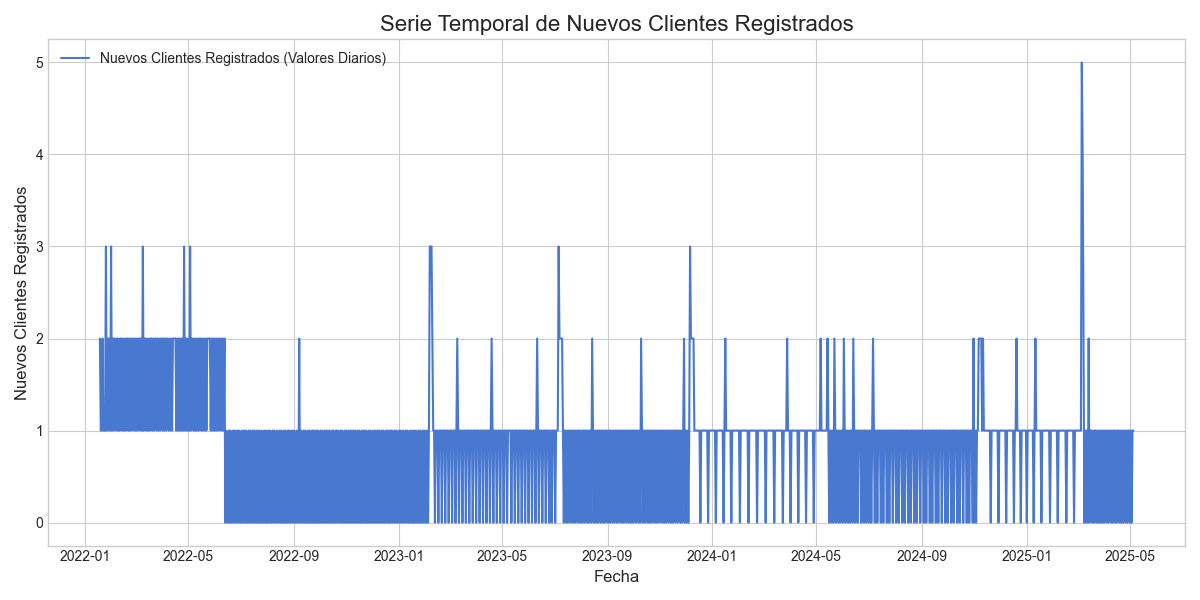 Serie Temporal de Nuevos Clientes Registrados
Nuevos Clientes Registrados (Valores Diarios)
Nuevos Clientes Registrados
5
4
3
2
1
0
2022-01 2022-05 2022-09 2023-01 2023-05 2023-09 2024-01 2024-05 2024-09 2025-01 2025-05
Fecha